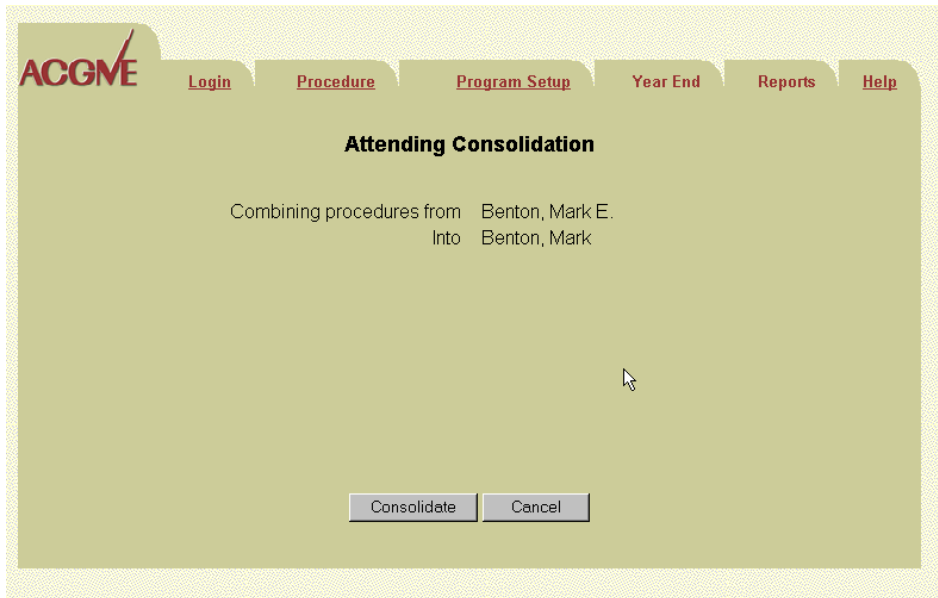 ACGME
Login Procedure Program Setup Year End Reports Help
Attending Consolidation
Combining procedures from Benton, Mark E.
Into Benton, Mark
Consolidate Cancel